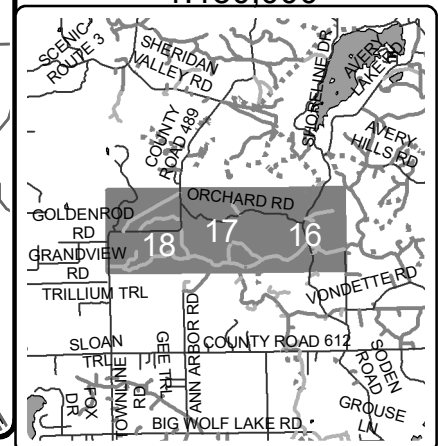 SCENIC
ROUTE 3
SHERIDAN
VALLEY RD
SHORELINE DR
AVERY
LAKE RD
COUNTY
ROAD 489
AVERY
HILLS RD
ORCHARD RD
GOLDENROD
RD
GRANDVIEW
RD
18
17
16
TRILLIUM TRL
VONDETTE RD
SLOAN
TRL
COUNTY ROAD 612
FOX
DR
TOWNLINE
RD
GEE TRL
ANN ARBOR RD
SODEN
ROAD
GROUSE
LN
BIG WOLF LAKE RD